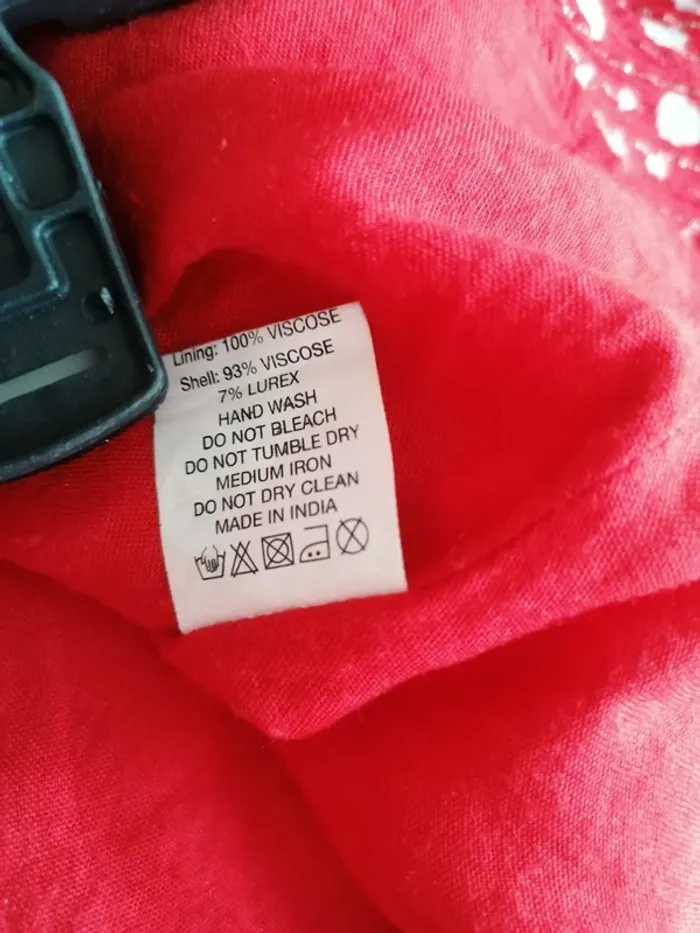 Lining: 100% VISCOSE
Shell: 93% VISCOSE
7% LUREX
HAND WASH
DO NOT BLEACH
DO NOT TUMBLE DRY
MEDIUM IRON
DO NOT DRY CLEAN
MADE IN INDIA